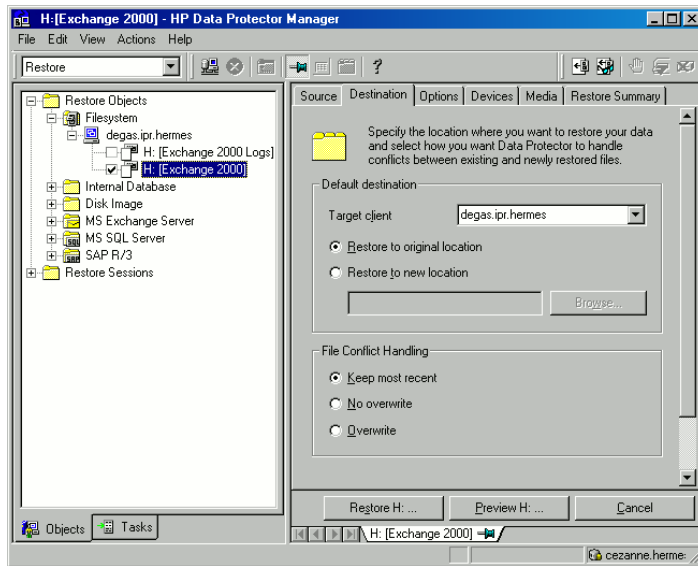 H:[Exchange 2000] - HP Data Protector Manager
File Edit View Actions Help
Restore
Restore Objects
Filesystem
degas.ipr.hermes
H: [Exchange 2000 Logs]
H: [Exchange 2000]
Internal Database
Disk Image
MS Exchange Server
MS SQL Server
SAP R/3
Restore Sessions
Objects Tasks
Source Destination Options Devices Media Restore Summary
Specify the location where you want to restore your data
and select how you want Data Protector to handle
conflicts between existing and newly restored files.
Default destination
Target client degas.ipr.hermes
Restore to original location
Restore to new location
Browse...
File Conflict Handling
Keep most recent
No overwrite
Overwrite
Restore H: ... Preview H: ... Cancel
H: [Exchange 2000]
cezanne.herme